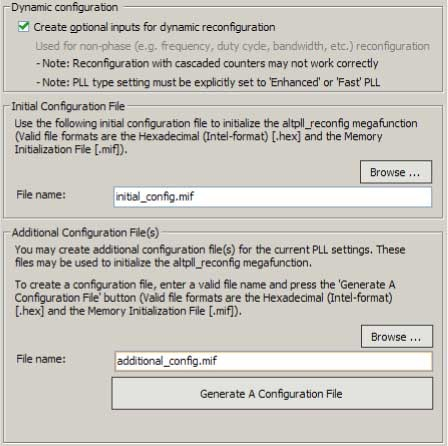 Dynamic configuration
Create optional inputs for dynamic reconfiguration
Used for non-phase (e.g. frequency, duty cycle, bandwidth, etc.) reconfiguration
- Note: Reconfiguration with cascaded counters may not work correctly
- Note: PLL type setting must be explicitly set to 'Enhanced' or 'Fast' PLL
Initial Configuration File
Use the following initial configuration file to initialize the altpll_reconfig megafunction
(Valid file formats are the Hexadecimal (Intel-format) [.hex] and the Memory
Initialization File [.mif]).
Browse ...
File name:
initial_config.mif
Additional Configuration File(s)
You may create additional configuration file(s) for the current PLL settings. These
files may be used to initialize the altpll_reconfig megafunction.
To create a configuration file, enter a valid file name and press the 'Generate A
Configuration File' button (Valid file formats are the Hexadecimal (Intel-format)
[.hex] and the Memory Initialization File [.mif]).
Browse ...
File name:
additional_config.mif
Generate A Configuration File